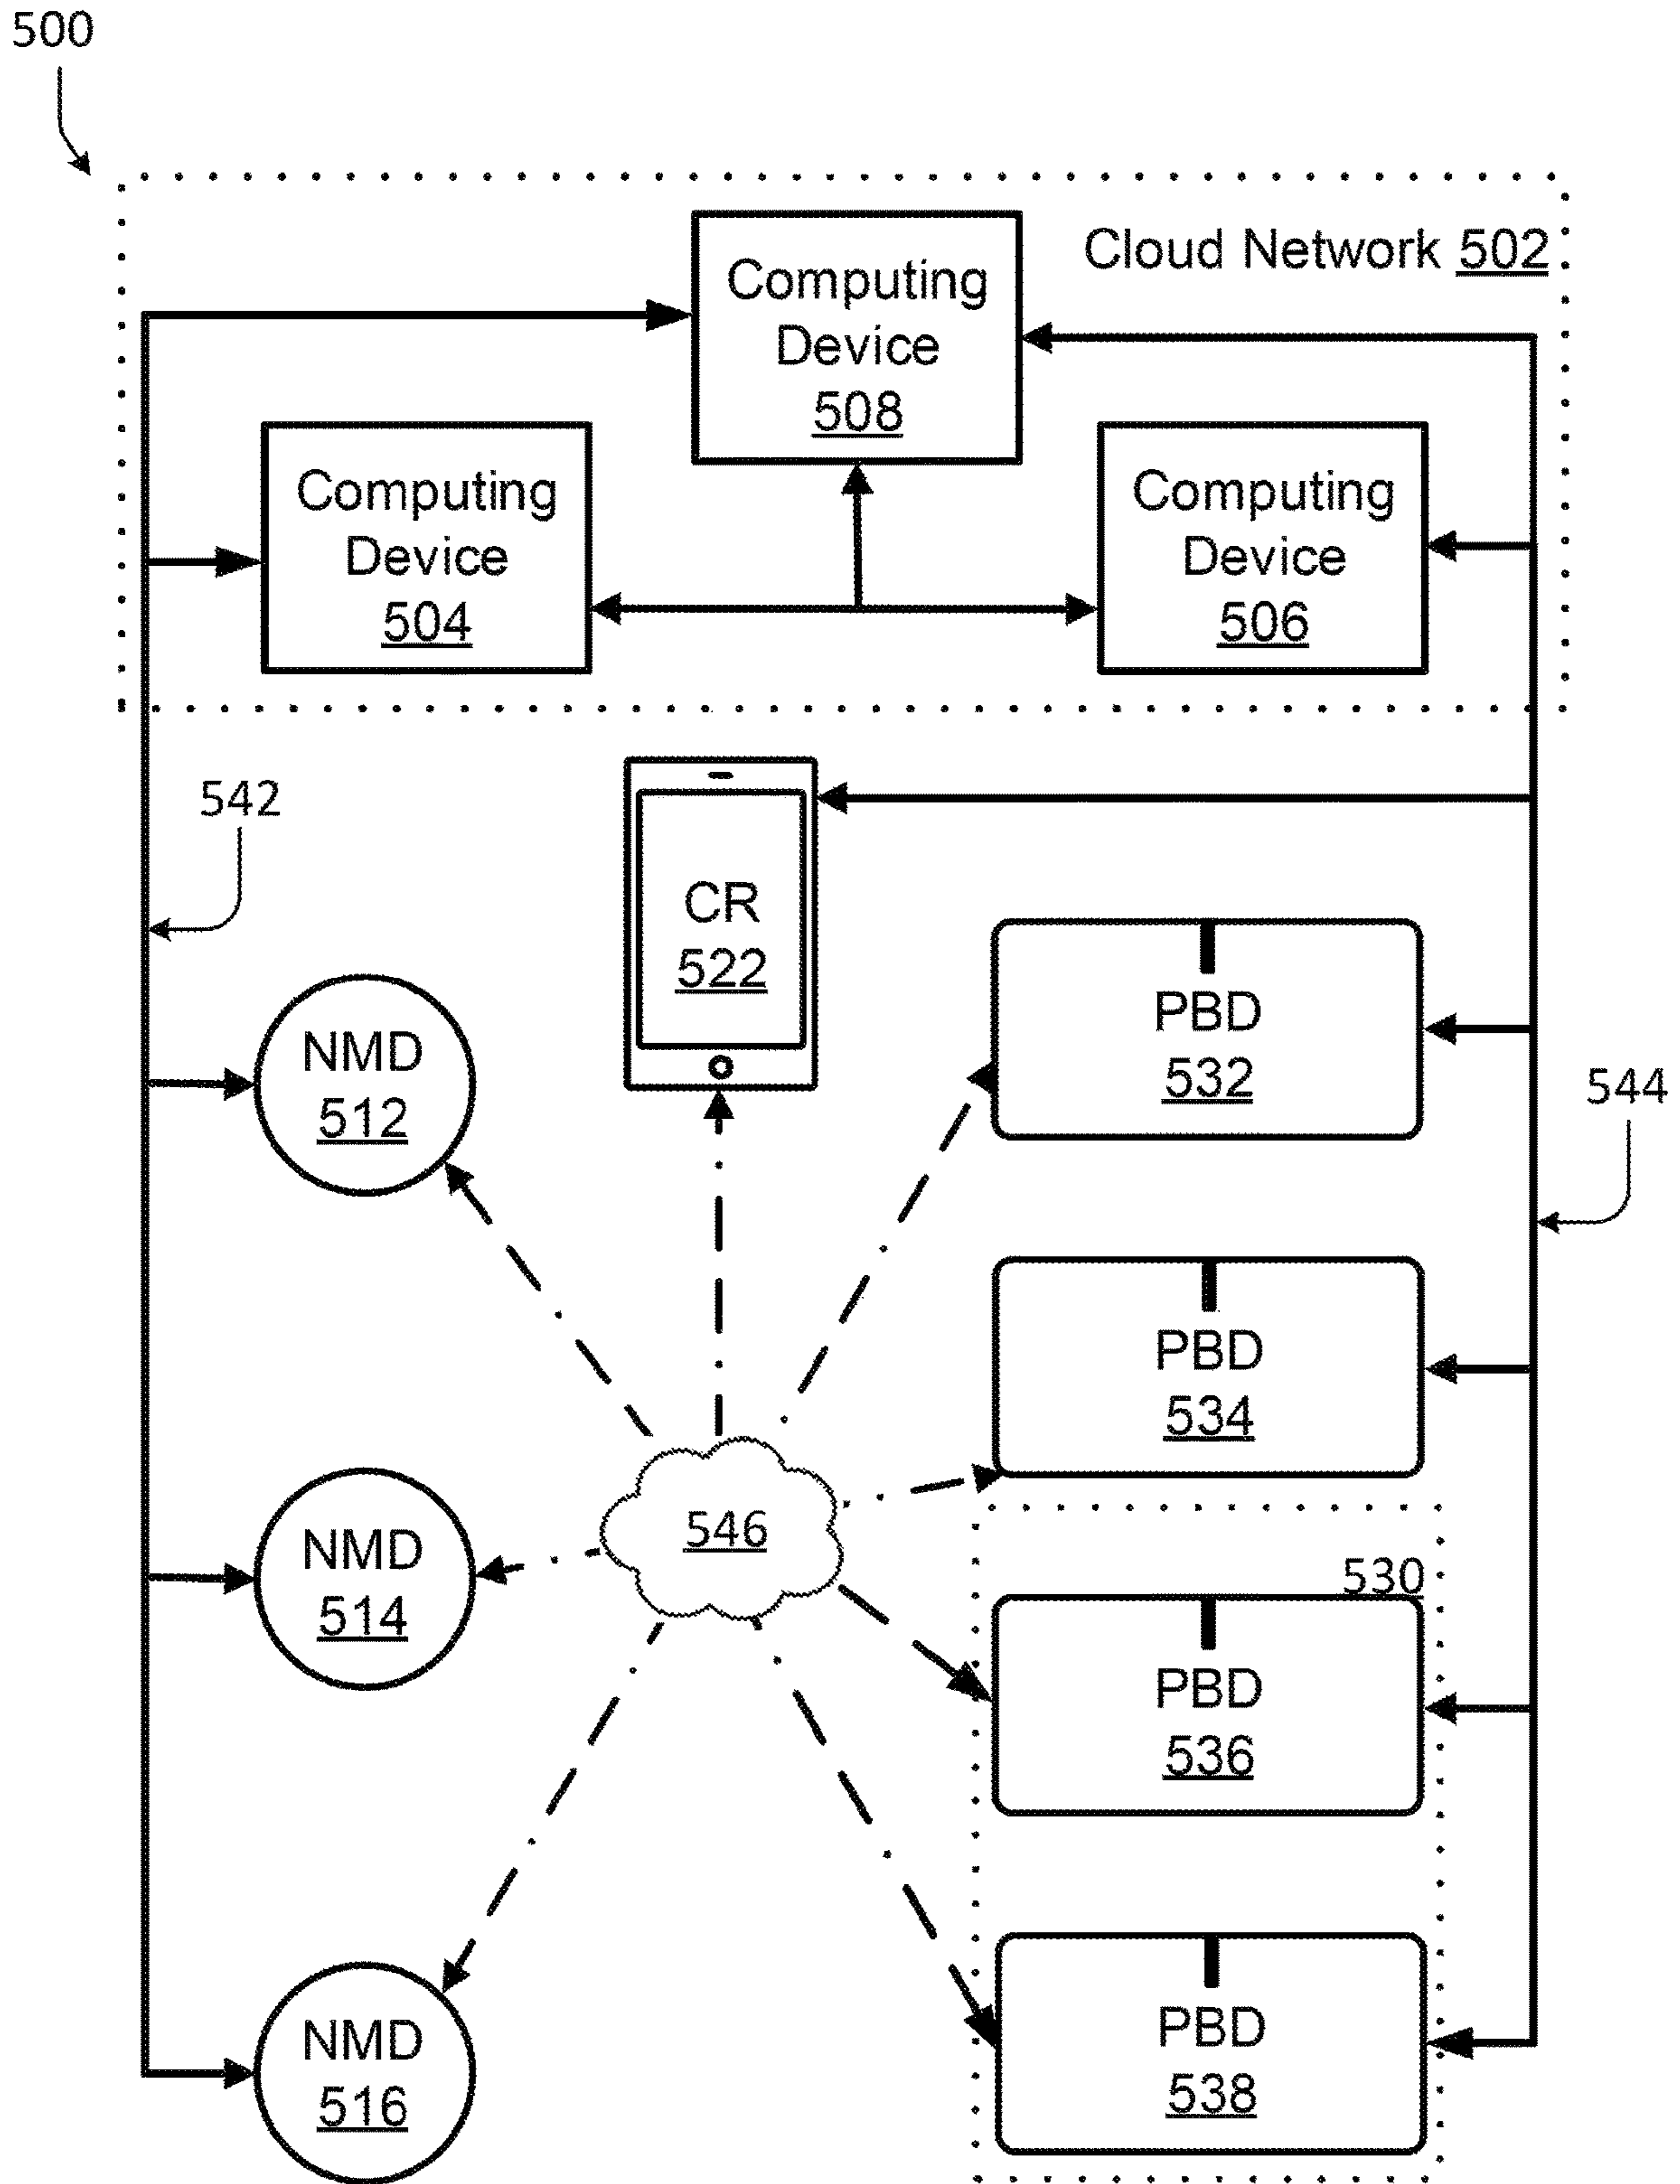 500
Cloud Network 502
Computing
Device
508
Computing
Device
504
Computing
Device
506
542
CR
522
NMD
512
PBD
532
544
PBD
534
546
NMD
514
530
PBD
536
NMD
516
PBD
538